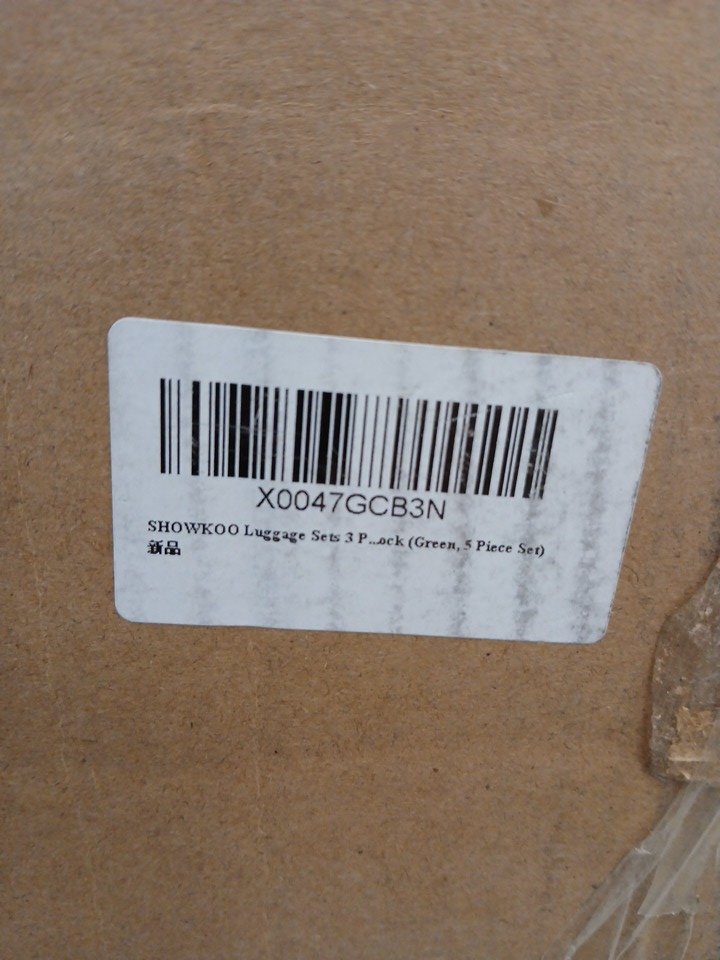 X0047GCB3N
SHOWKOO Luggage Sets 3 P...ock (Green, 5 Piece Set)
新品